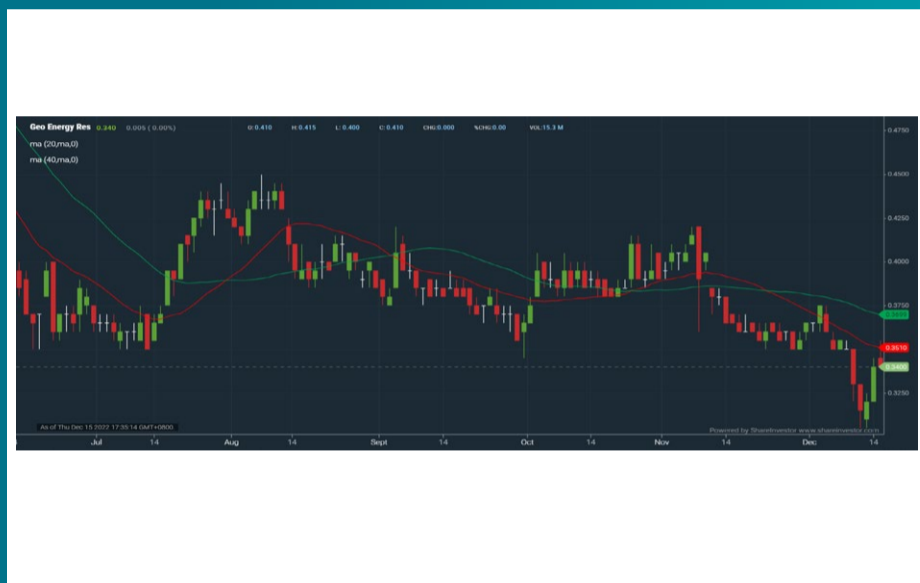 Geo Energy Res 0.340 0.005 (0.00%) O:0.410 H:0.415 L: 0.400 C:0.410 CHG:0.000 %CHG:0.00 VOL:15.3 M
ma (20,ma,0)
ma (40,ma,0)
0.4750
0.4500
0.4250
0.4000
0.3750
0.3510
0.3400
0.3250
As of Thu Dec 15 2022 17:35:14 GMT+0800
Powered by ShareInvestor www.shareinvestor.com
Jul 14 Aug 14 Sept 14 Oct 14 Nov 14 Dec 14